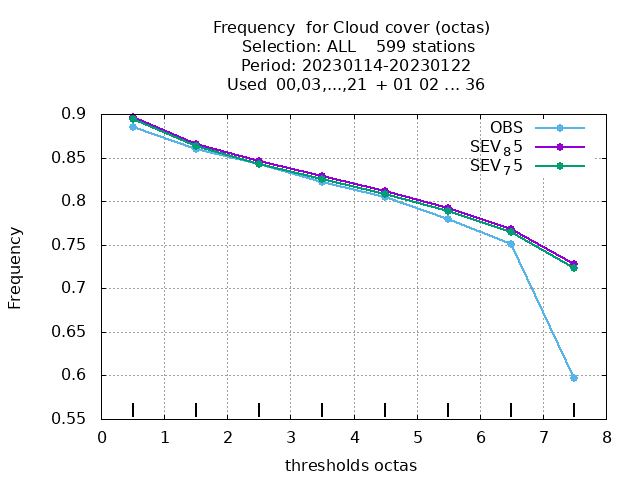 Frequency  for Cloud cover (octas)
Selection: ALL    599 stations
Period: 20230114-20230122
Used  00,03,...,21  + 01 02 ... 36
0.9
0.85
0.8
0.75
0.7
0.65
0.6
0.55
Frequency
OBS
SEV₈5
SEV₇5
0 1 2 3 4 5 6 7 8
thresholds octas